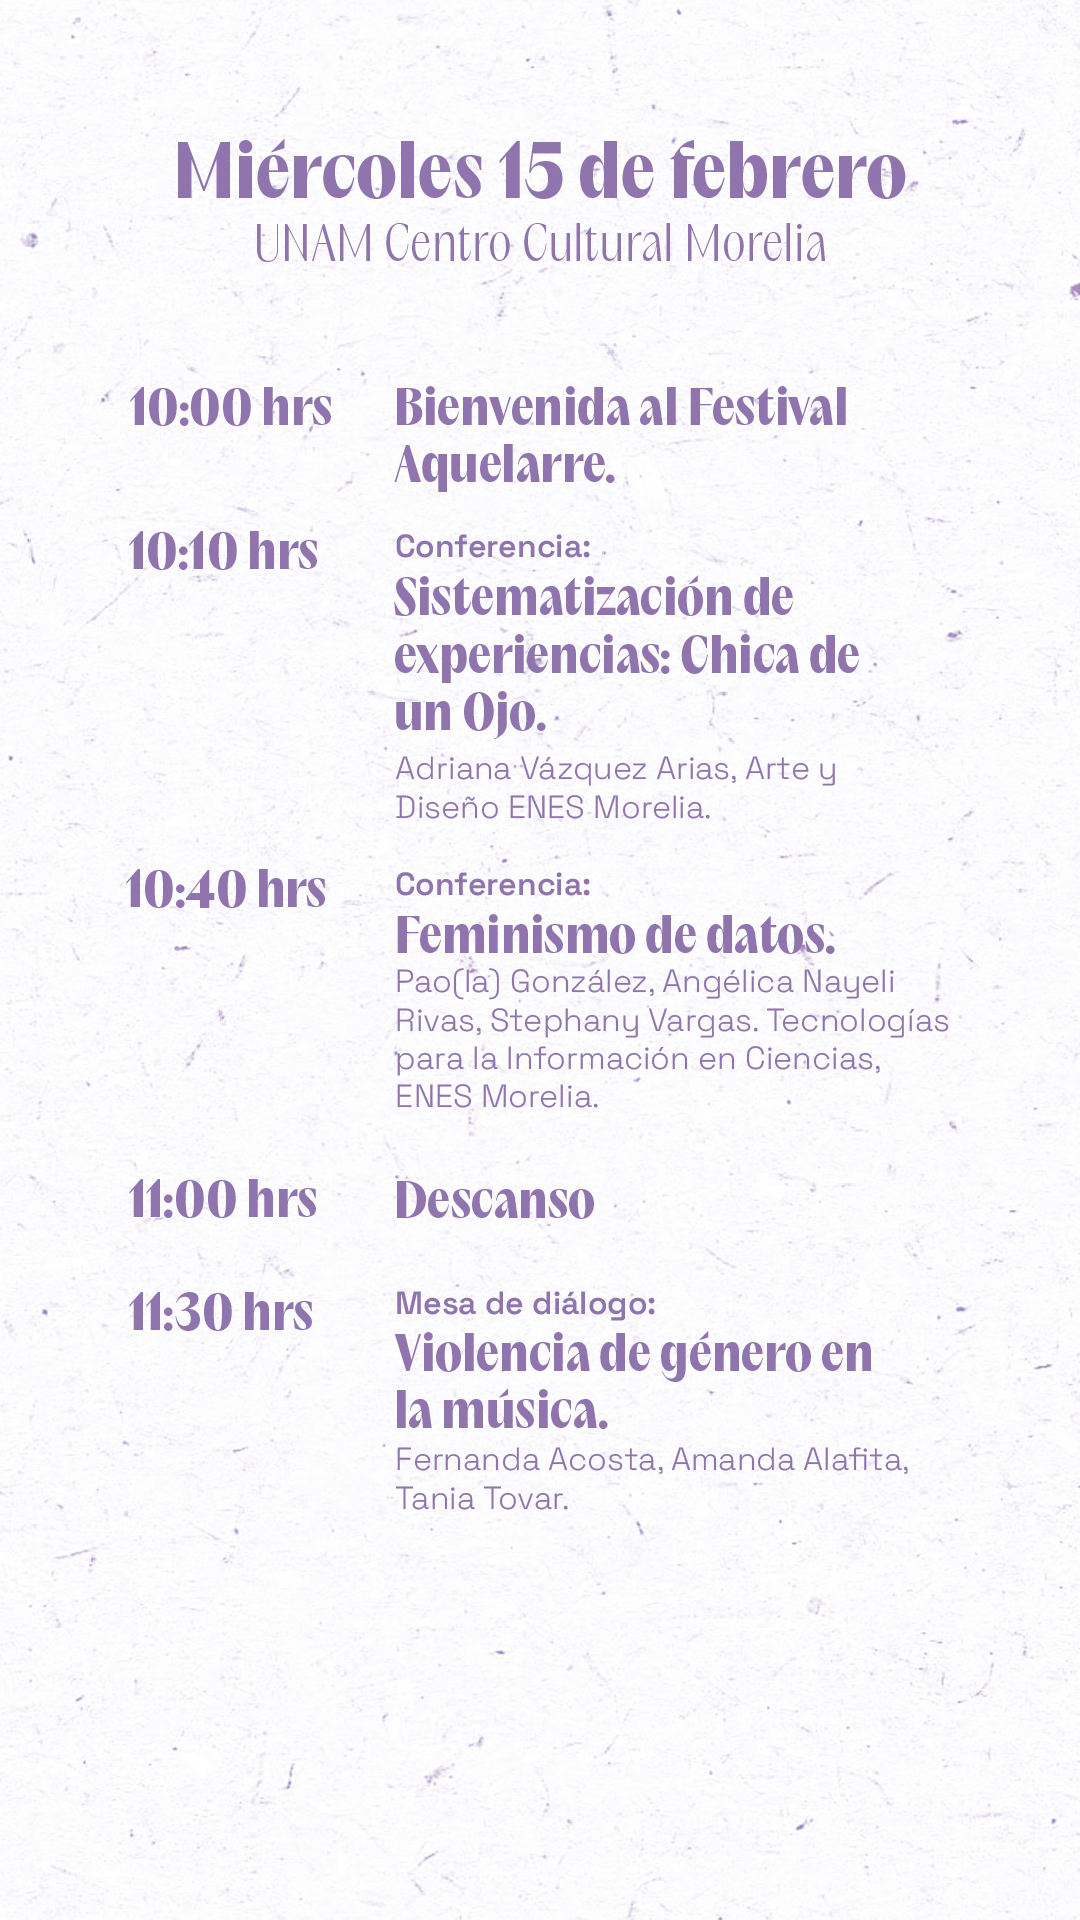 Miércoles 15 de febrero
UNAM Centro Cultural Morelia
10:00 hrs
Bienvenida al Festival
Aquelarre.
10:10 hrs
Conferencia:
Sistematización de
experiencias: Chica de
un Ojo.
Adriana Vázquez Arias, Arte y
Diseño ENES Morelia.
10:40 hrs
Conferencia:
Feminismo de datos.
Pao(la) González, Angélica Nayeli
Rivas, Stephany Vargas. Tecnologías
para la Información en Ciencias,
ENES Morelia.
11:00 hrs
Descanso
11:30 hrs
Mesa de diálogo:
Violencia de género en
la música.
Fernanda Acosta, Amanda Alafita,
Tania Tovar.